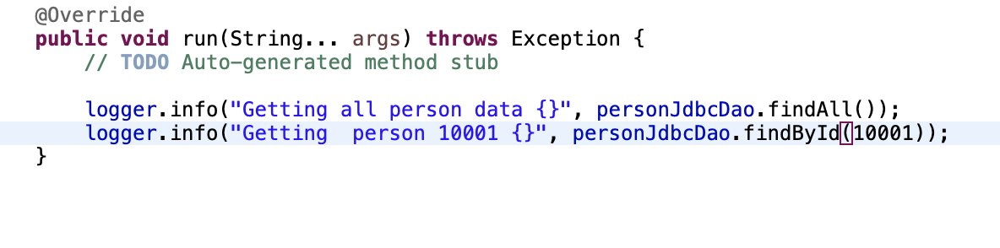 @Override
public void run(String... args) throws Exception {
// TODO Auto-generated method stub
logger.info("Getting all person data {}", personJdbcDao.findAll());
logger.info("Getting  person 10001 {}", personJdbcDao.findById(10001));
}